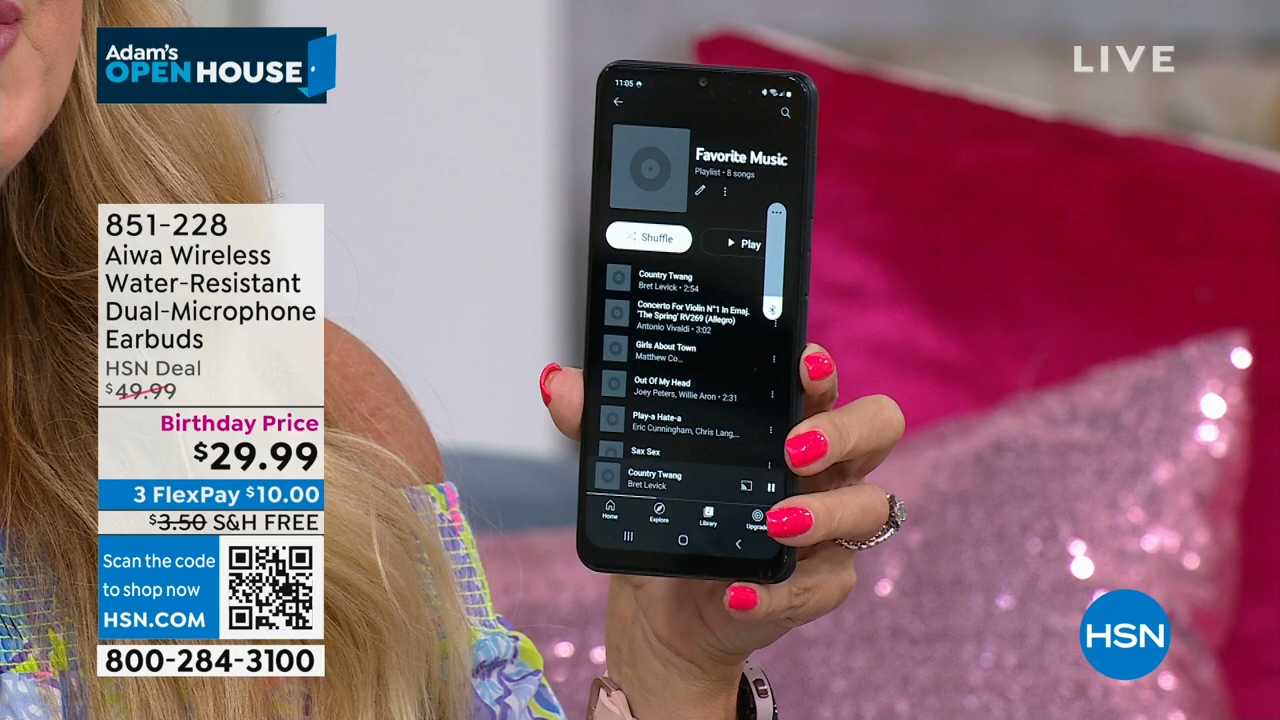 Adam's
OPEN HOUSE
LIVE
851-228
Aiwa Wireless
Water-Resistant
Dual-Microphone
Earbuds
HSN Deal
$49.99
Birthday Price
$29.99
3 FlexPay $10.00
$3.50 S&H FREE
Scan the code
to shop now
HSN.COM
800-284-3100
11:05
Favorite Music
Playlist • 8 songs
Shuffle
Play
Country Twang
Bret Levick • 2:54
Concerto For Violin N°1 In Emaj.
'The Spring' RV269 (Allegro)
Antonio Vivaldi • 3:02
Girls About Town
Matthew Co...
Out Of My Head
Joey Peters, Willie Aron • 2:31
Play-a Hate-a
Eric Cunningham, Chris Lang,...
Sax Sex
Country Twang
Bret Levick
Home
Explore
Library
Upgrade
HSN